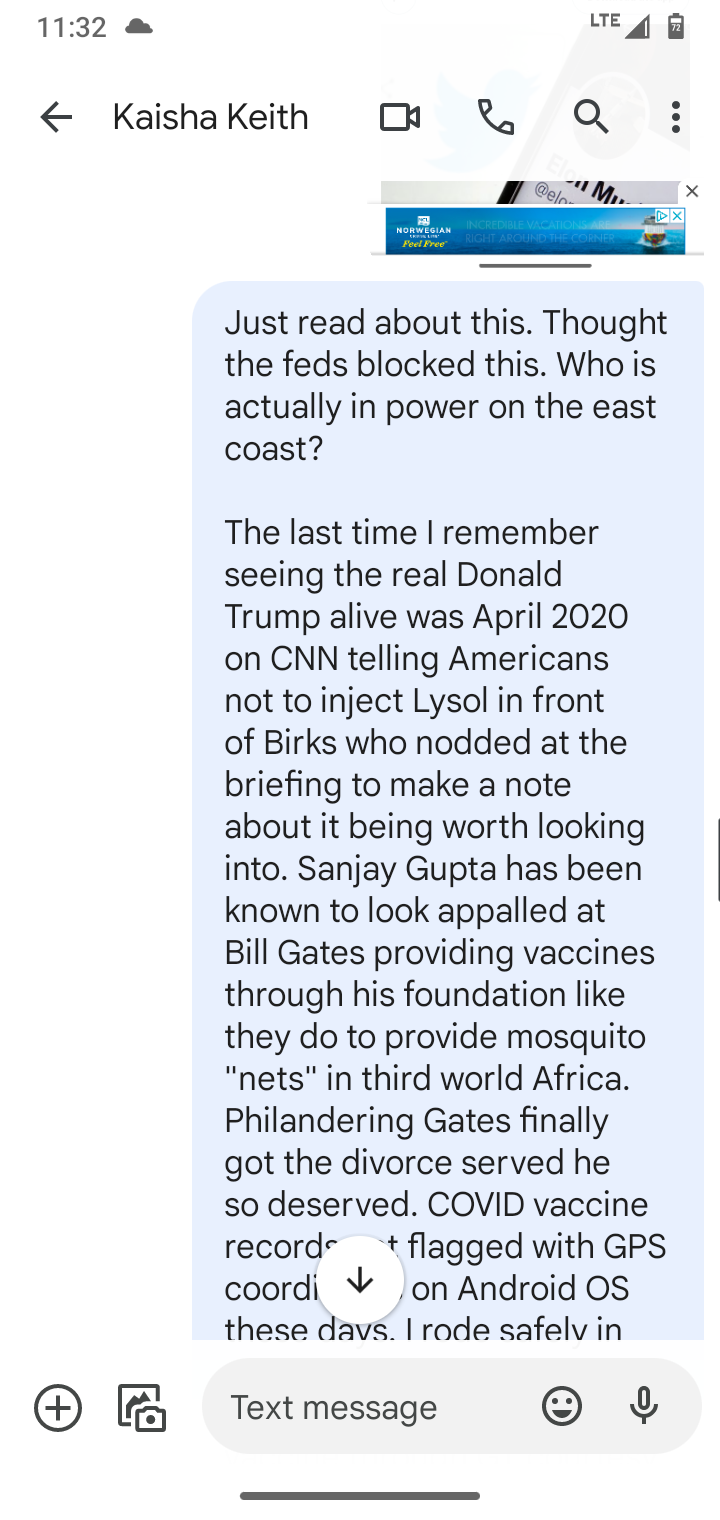 11:32
LTE
72
Kaisha Keith
Elon Mu
@elo
NORWEGIAN
CRUISE LINE
Feel Free
INCREDIBLE VACATIONS ARE
RIGHT AROUND THE CORNER
Just read about this. Thought
the feds blocked this. Who is
actually in power on the east
coast?
The last time I remember
seeing the real Donald
Trump alive was April 2020
on CNN telling Americans
not to inject Lysol in front
of Birks who nodded at the
briefing to make a note
about it being worth looking
into. Sanjay Gupta has been
known to look appalled at
Bill Gates providing vaccines
through his foundation like
they do to provide mosquito
"nets" in third world Africa.
Philandering Gates finally
got the divorce served he
so deserved. COVID vaccine
records flagged with GPS
coordi on Android OS
these days. I rode safely in
Text message